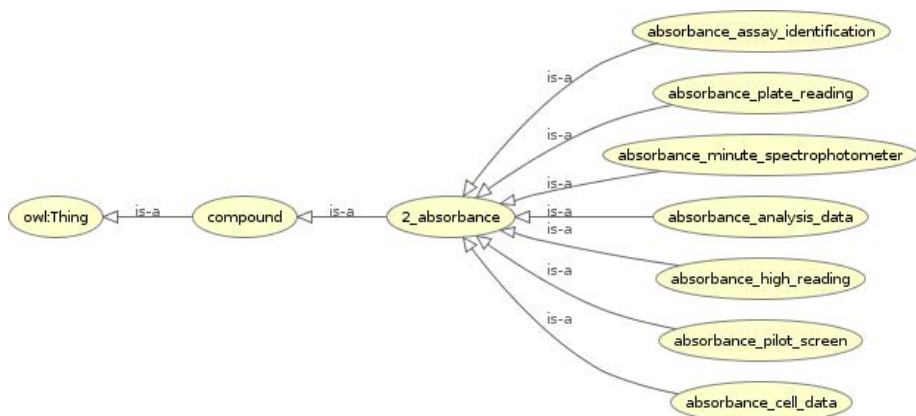 absorbance_assay_identification
is-a
absorbance_plate_reading
is-a
absorbance_minute_spectrophotometer
is-a
owl:Thing
is-a
compound
is-a
2_absorbance
is-a
absorbance_analysis_data
is-a
absorbance_high_reading
is-a
absorbance_pilot_screen
is-a
absorbance_cell_data